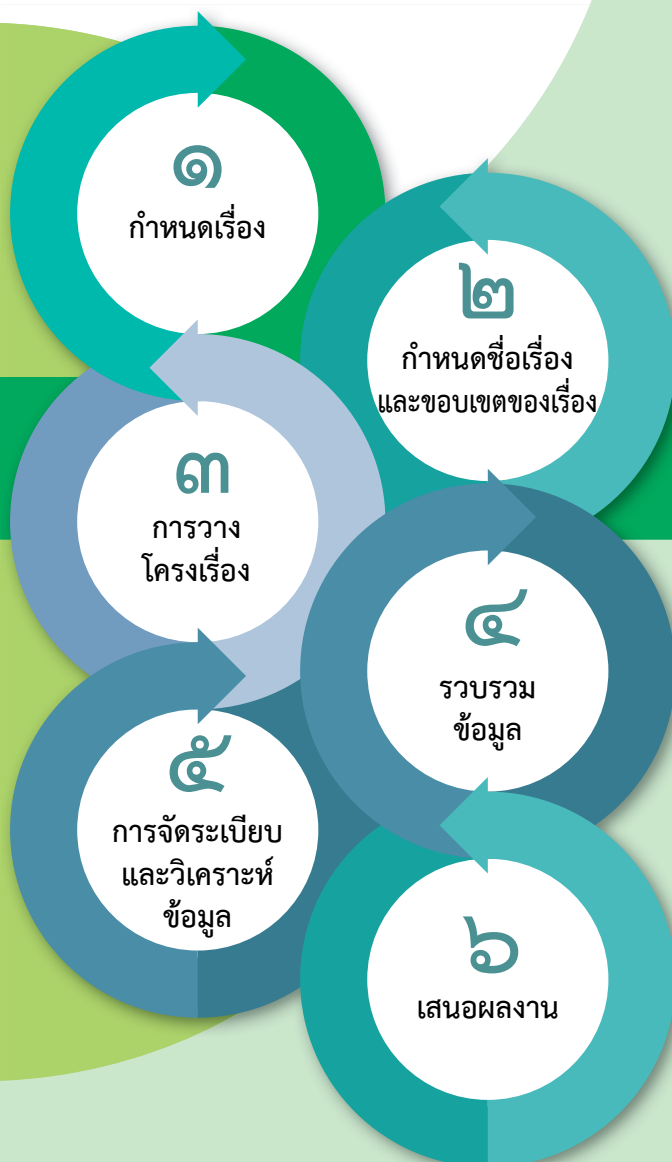 ๑
กำหนดเรื่อง
๒
กำหนดชื่อเรื่อง
และขอบเขตของเรื่อง
๓
การวาง
โครงเรื่อง
๔
รวบรวม
ข้อมูล
๕
การจัดระเบียบ
และวิเคราะห์
ข้อมูล
๖
เสนอผลงาน